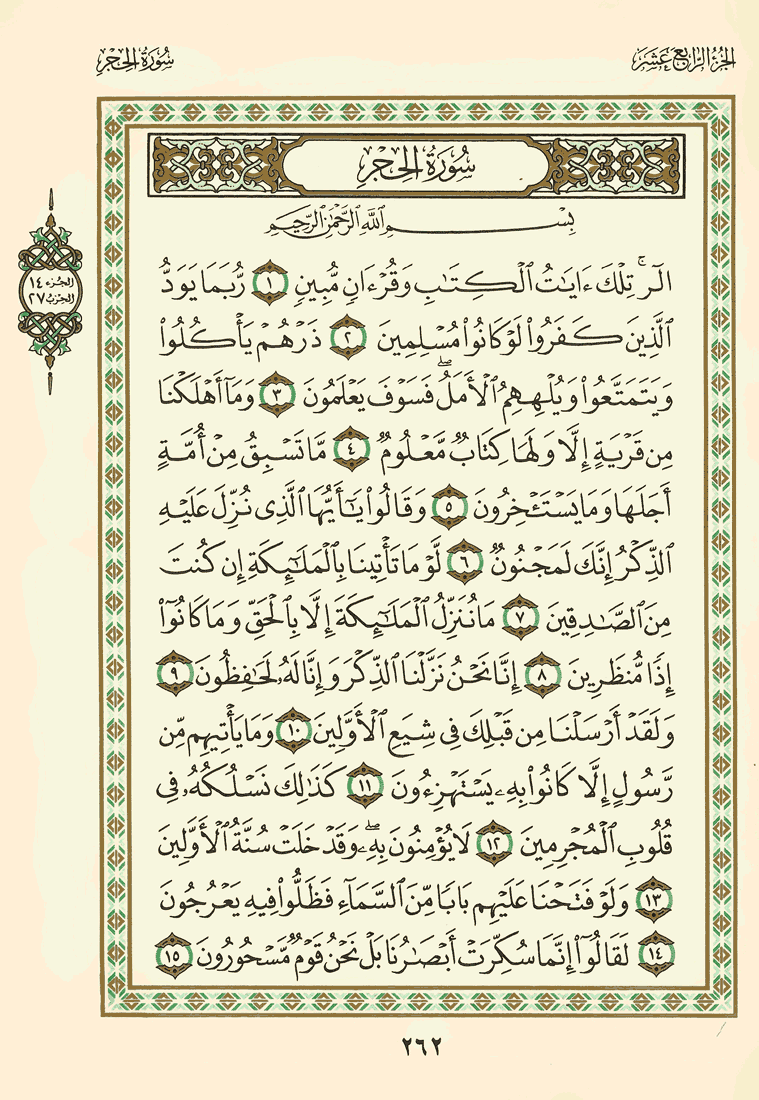 الجزء الرابع عشر
سورة الحجر
سُورَةُ الحِجْرِ
بِسْمِ ٱللَّهِ ٱلرَّحْمَٰنِ ٱلرَّحِيمِ
الٓر ۚ تِلْكَ ءَايَٰتُ ٱلْكِتَٰبِ وَقُرْءَانٍ مُّبِينٍ ١ رُّبَمَا يَوَدُّ
ٱلَّذِينَ كَفَرُوا۟ لَوْ كَانُوا۟ مُسْلِمِينَ ٢ ذَرْهُمْ يَأْكُلُوا۟
وَيَتَمَتَّعُوا۟ وَيُلْهِهِمُ ٱلْأَمَلُ ۖ فَسَوْفَ يَعْلَمُونَ ٣ وَمَآ أَهْلَكْنَا
مِن قَرْيَةٍ إِلَّا وَلَهَا كِتَابٌ مَّعْلُومٌ ٤ مَّا تَسْبِقُ مِنْ أُمَّةٍ
أَجَلَهَا وَمَا يَسْتَـْٔخِرُونَ ٥ وَقَالُوا۟ يَٰٓأَيُّهَا ٱلَّذِى نُزِّلَ عَلَيْهِ
ٱلذِّكْرُ إِنَّكَ لَمَجْنُونٌ ٦ لَّوْ مَا تَأْتِينَا بِٱلْمَلَٰٓئِكَةِ إِن كُنتَ
مِنَ ٱلصَّٰدِقِينَ ٧ مَا نُنَزِّلُ ٱلْمَلَٰٓئِكَةَ إِلَّا بِٱلْحَقِّ وَمَا كَانُوٓا۟
إِذًا مُّنظَرِينَ ٨ إِنَّا نَحْنُ نَزَّلْنَا ٱلذِّكْرَ وَإِنَّا لَهُۥ لَحَٰفِظُونَ ٩
وَلَقَدْ أَرْسَلْنَا مِن قَبْلِكَ فِى شِيَعِ ٱلْأَوَّلِينَ ١٠ وَمَا يَأْتِيهِم مِّن
رَّسُولٍ إِلَّا كَانُوا۟ بِهِۦ يَسْتَهْزِءُونَ ١١ كَذَٰلِكَ نَسْلُكُهُۥ فِى
قُلُوبِ ٱلْمُجْرِمِينَ ١٢ لَا يُؤْمِنُونَ بِهِۦ ۖ وَقَدْ خَلَتْ سُنَّةُ ٱلْأَوَّلِينَ
١٣ وَلَوْ فَتَحْنَا عَلَيْهِم بَابًا مِّنَ ٱلسَّمَآءِ فَظَلُّوا۟ فِيهِ يَعْرُجُونَ
١٤ لَقَالُوٓا۟ إِنَّمَا سُكِّرَتْ أَبْصَٰرُنَا بَلْ نَحْنُ قَوْمٌ مَّسْحُورُونَ ١٥
الجزء ١٤
الحزب ٢٧
٢٦٢